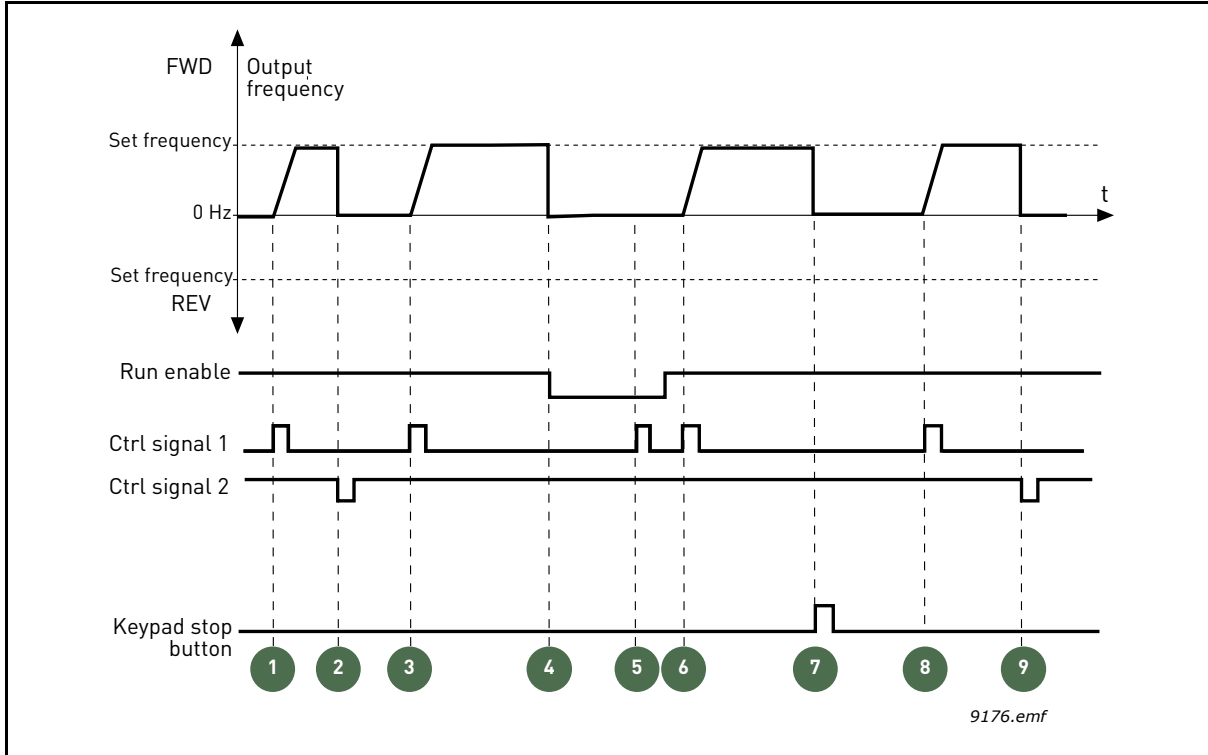 FWD
Output
frequency
Set frequency
t
0 Hz
Set frequency
REV
Run enable
Ctrl signal 1
Ctrl signal 2
Keypad stop
button
1 2 3 4 5 6 7 8 9
9176.emf